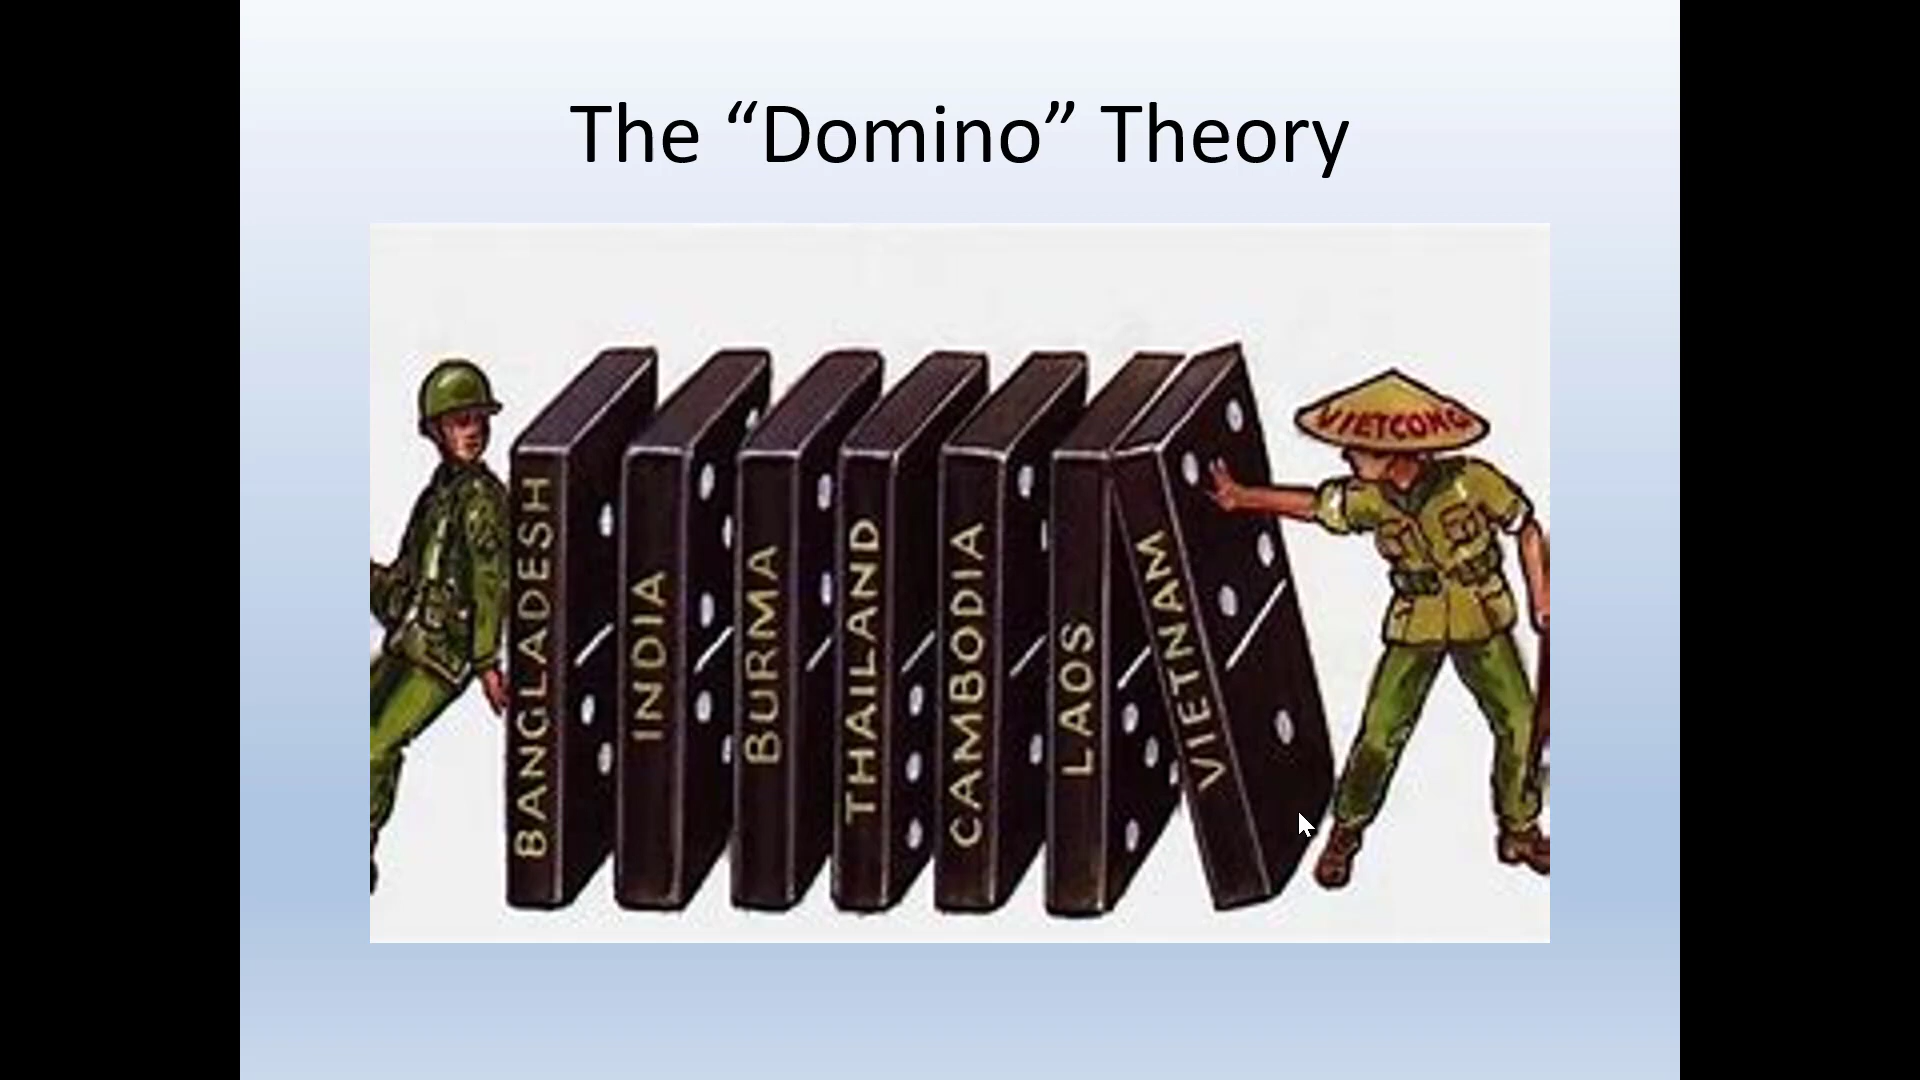 The “Domino” Theory
BANGLADESH
INDIA
BURMA
THAILAND
CAMBODIA
LAOS
VIETNAM
VIETCONG